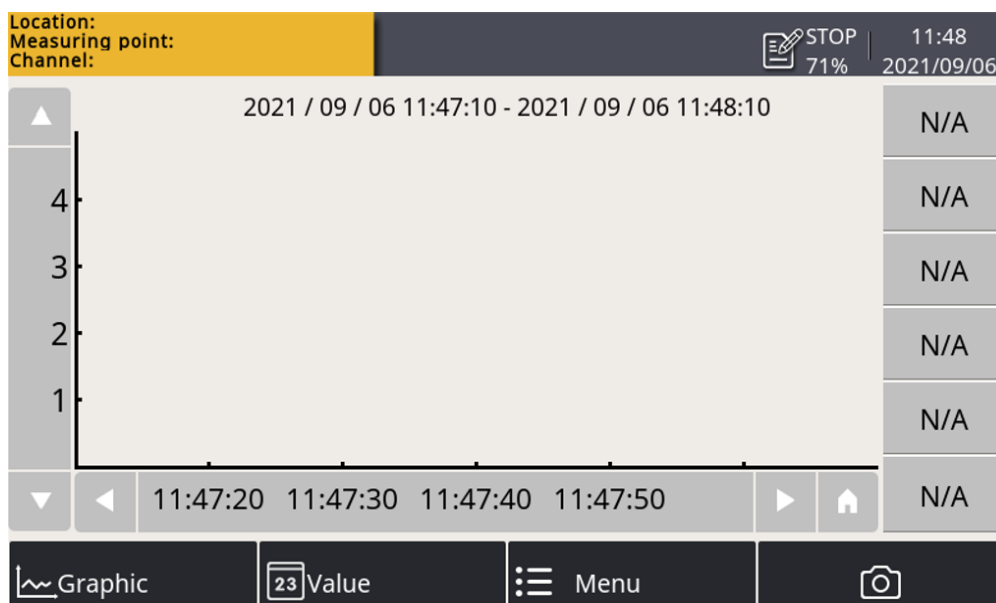 Location:
Measuring point:
Channel:
STOP
71%
11:48
2021/09/06
2021 / 09 / 06 11:47:10 - 2021 / 09 / 06 11:48:10
4
3
2
1
11:47:20 11:47:30 11:47:40 11:47:50
N/A
N/A
N/A
N/A
N/A
N/A
Graphic
23 Value
Menu